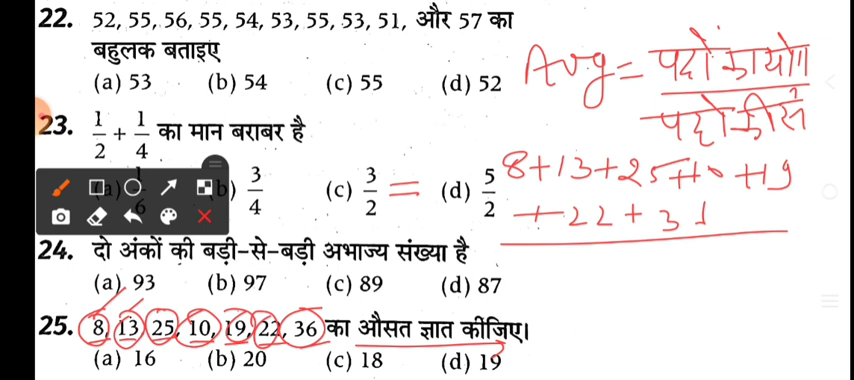 22. 52, 55, 56, 55, 54, 53, 55, 53, 51, और 57 का
बहुलक बताइए
(a) 53 (b) 54 (c) 55 (d) 52
Avg = पदों का योग / पदों की सं
23. 1/2 + 1/4 का मान बराबर है
(b) 3/4 (c) 3/2 = (d) 5/2
8+13+25+10+19
+22+31
24. दो अंकों की बड़ी-से-बड़ी अभाज्य संख्या है
(a) 93 (b) 97 (c) 89 (d) 87
25. 8, 13, 25, 10, 19, 22, 36 का औसत ज्ञात कीजिए।
(a) 16 (b) 20 (c) 18 (d) 19